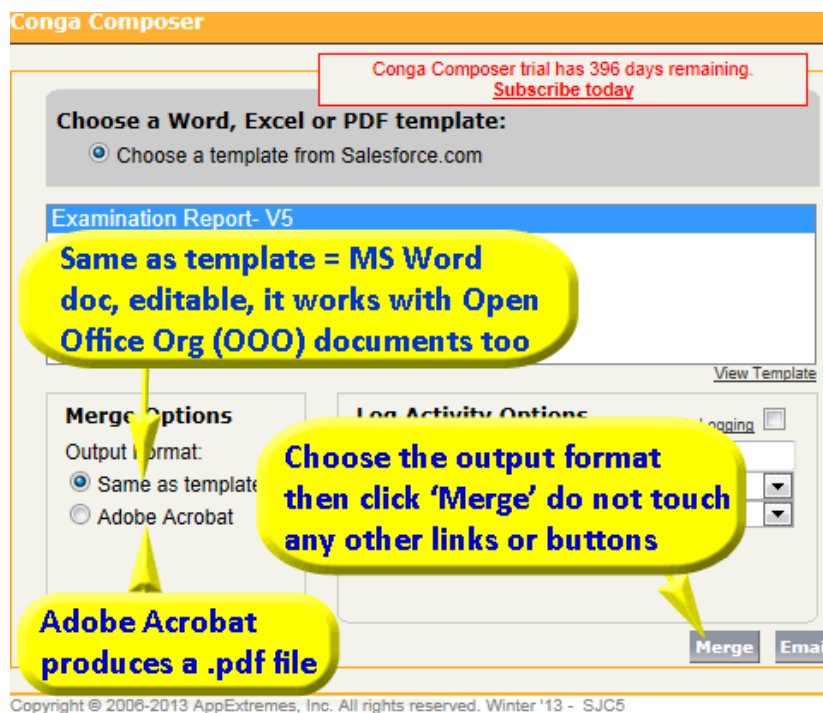 Conga Composer
Conga Composer trial has 396 days remaining.
Subscribe today
Choose a Word, Excel or PDF template:
Choose a template from Salesforce.com
Examination Report- V5
Same as template = MS Word
doc, editable, it works with Open
Office Org (OOO) documents too
View Template
Merge Options
Log Activity Options
Logging
Output Format:
Same as template
Adobe Acrobat
Choose the output format
then click ‘Merge’ do not touch
any other links or buttons
Adobe Acrobat
produces a .pdf file
Merge
Copyright © 2006-2013 AppExtremes, Inc. All rights reserved. Winter '13 - SJC5